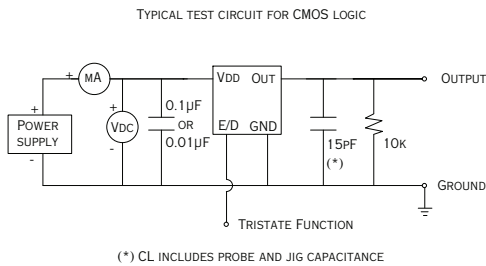 TYPICAL TEST CIRCUIT FOR CMOS LOGIC
+ MA
VDD OUT
OUTPUT
+
POWER
SUPPLY
-
+
VDC
-
0.1µF
OR
0.01µF
E/D GND
15PF
(*)
10K
GROUND
TRISTATE FUNCTION
(*) CL INCLUDES PROBE AND JIG CAPACITANCE